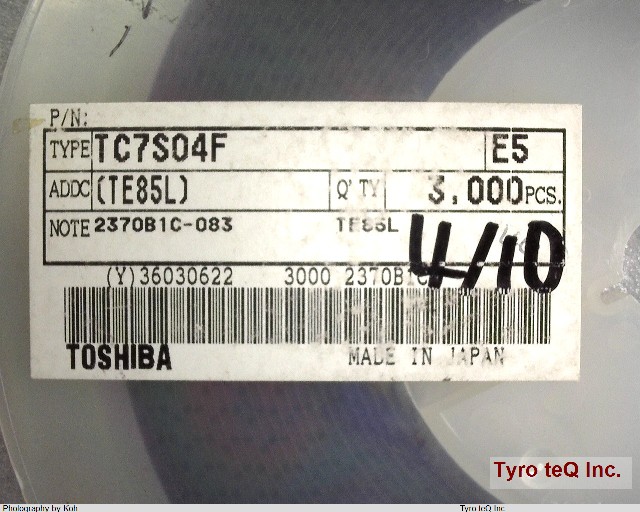 P/N:
TYPE TC7S04F E5
ADDC (TE85L) Q'TY 3,000 PCS.
NOTE 2370B1C-083 TE85L
4/10
(Y)36030622 3000 2370B1C
TOSHIBA MADE IN JAPAN
Tyro teQ Inc.
Photography by Koh Tyro teQ Inc